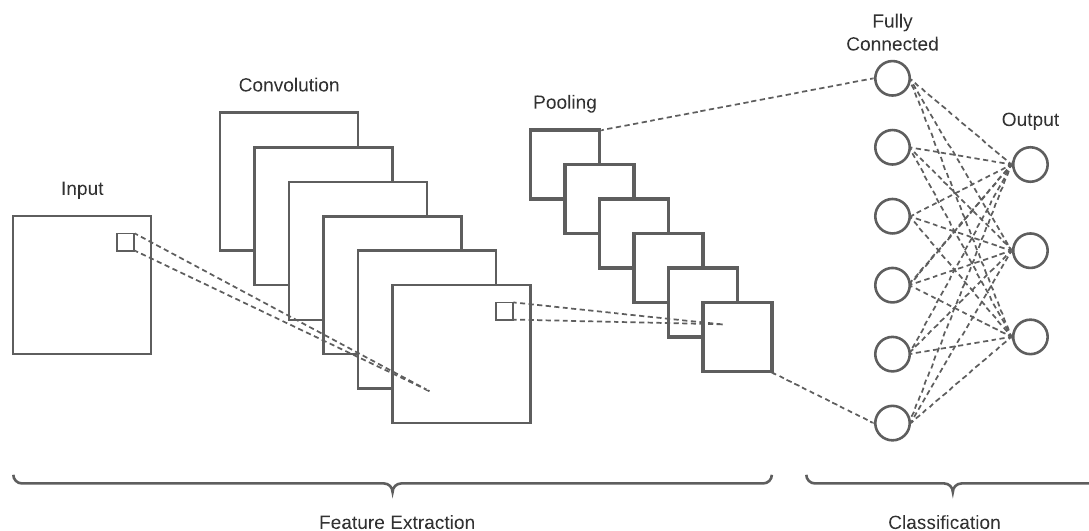 Fully
Connected
Convolution
Pooling
Output
Input
Feature Extraction
Classification